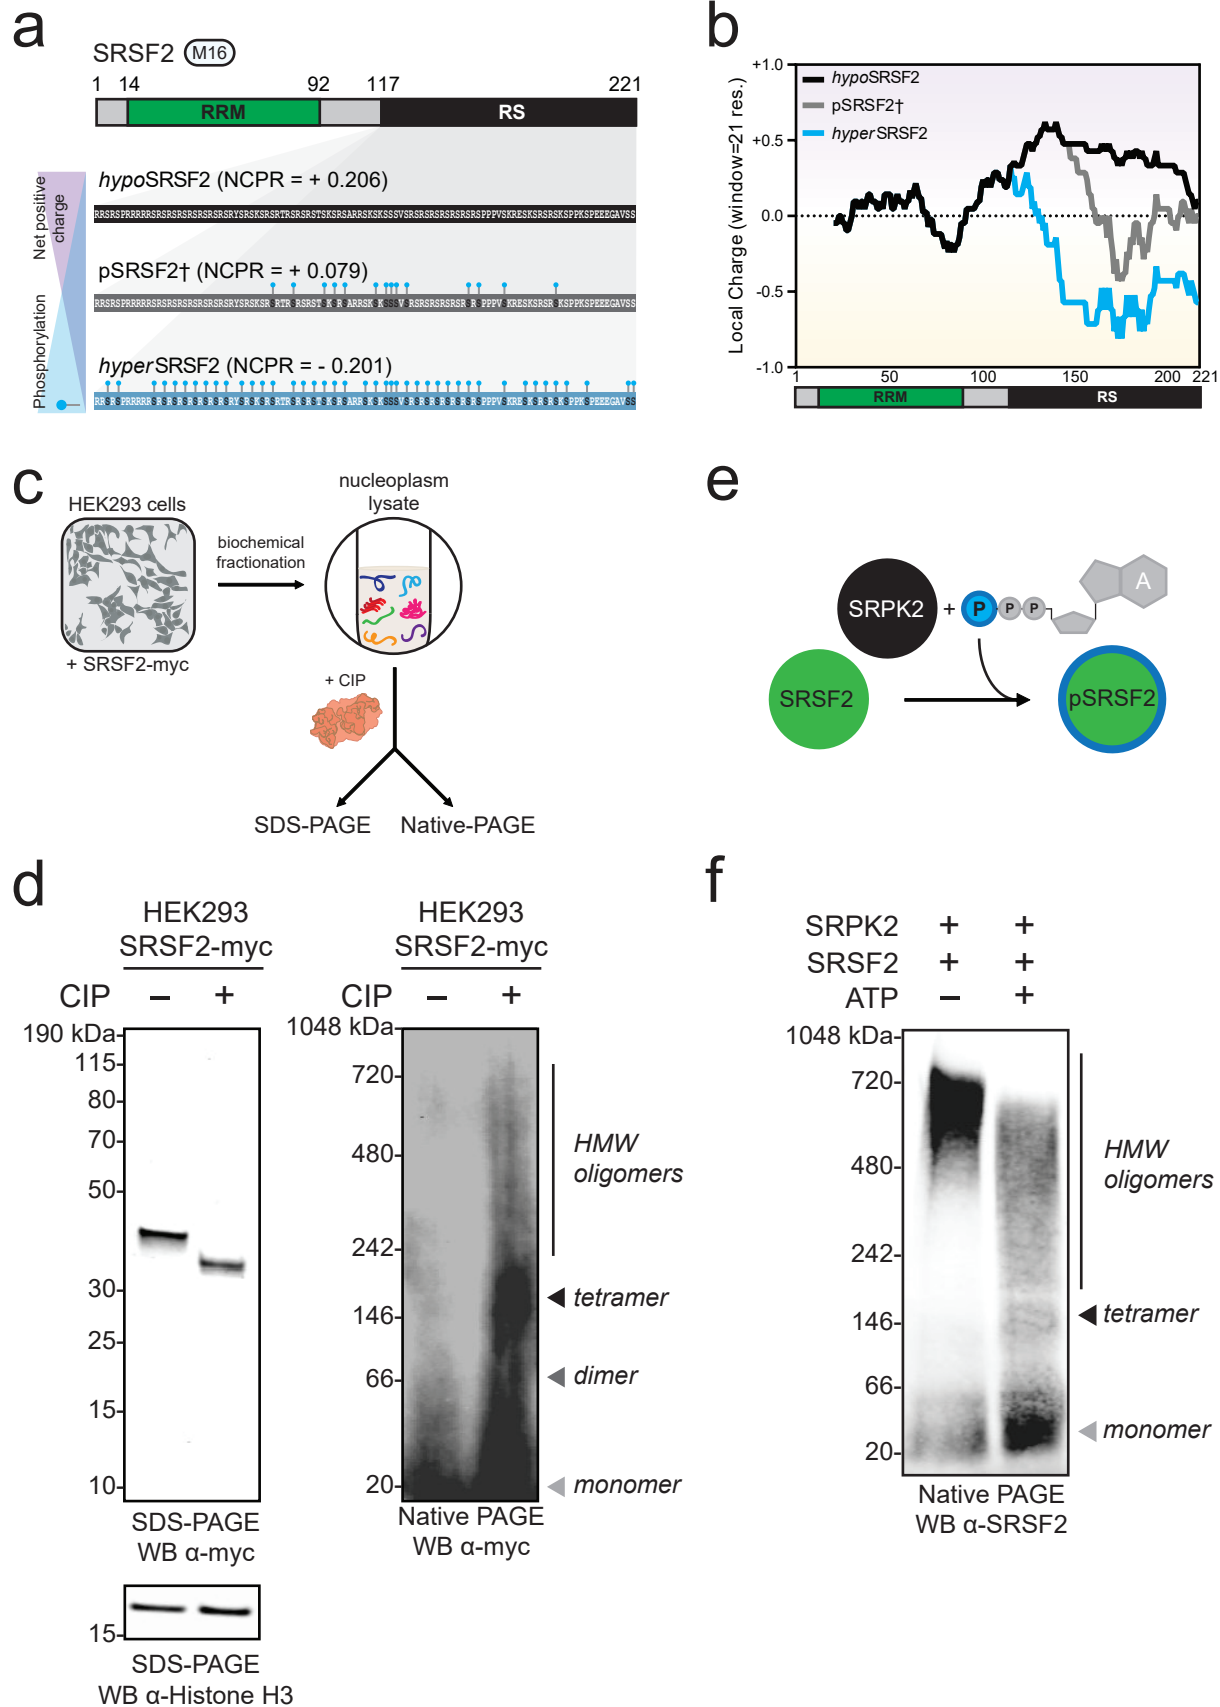 a
SRSF2 M16
1 14 92 117 221
RRM RS
Net positive
charge
Phosphorylation
hypoSRSF2 (NCPR = + 0.206)
pSRSF2† (NCPR = + 0.079)
hyperSRSF2 (NCPR = - 0.201)
b
Local Charge (window=21 res.)
+1.0
+0.5
0.0
-0.5
-1.0
hypoSRSF2
pSRSF2†
hyperSRSF2
1 50 100 150 200 221
RRM RS
c
HEK293 cells
+ SRSF2-myc
biochemical
fractionation
nucleoplasm
lysate
+ CIP
SDS-PAGE Native-PAGE
e
SRPK2 + P P P A
SRSF2 pSRSF2
d
HEK293
SRSF2-myc
CIP – +
190 kDa
115
80
70
50
30
25
15
10
SDS-PAGE
WB α-myc
15
SDS-PAGE
WB α-Histone H3
HEK293
SRSF2-myc
CIP – +
1048 kDa
720
480
242
146
66
20
HMW
oligomers
tetramer
dimer
monomer
Native PAGE
WB α-myc
f
SRPK2 + +
SRSF2 + +
ATP – +
1048 kDa
720
480
242
146
66
20
HMW
oligomers
tetramer
monomer
Native PAGE
WB α-SRSF2